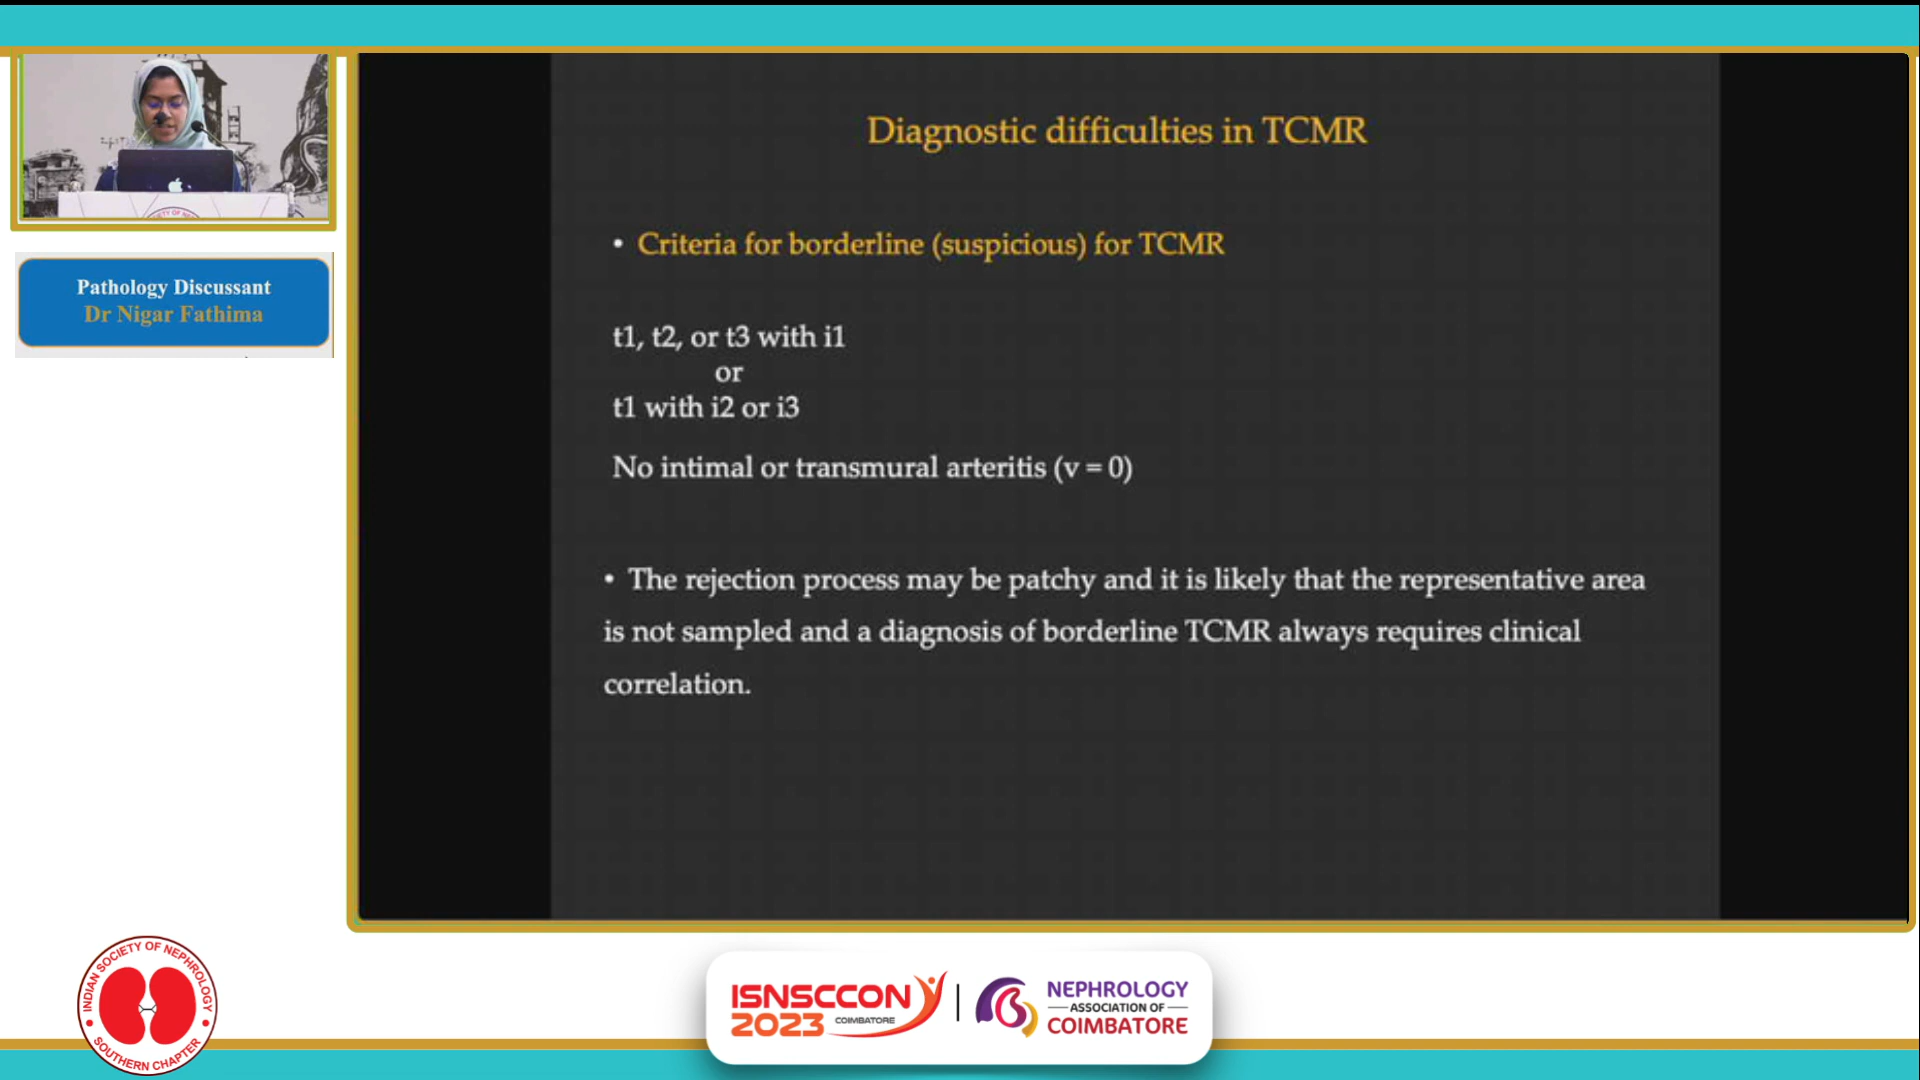 Pathology Discussant
Dr Nigar Fathima
Diagnostic difficulties in TCMR
• Criteria for borderline (suspicious) for TCMR
t1, t2, or t3 with i1
or
t1 with i2 or i3
No intimal or transmural arteritis (v = 0)
• The rejection process may be patchy and it is likely that the representative area
is not sampled and a diagnosis of borderline TCMR always requires clinical
correlation.
INDIAN SOCIETY OF NEPHROLOGY
• SOUTHERN CHAPTER •
ISNSCCON
2023 COIMBATORE
NEPHROLOGY
ASSOCIATION OF
COIMBATORE